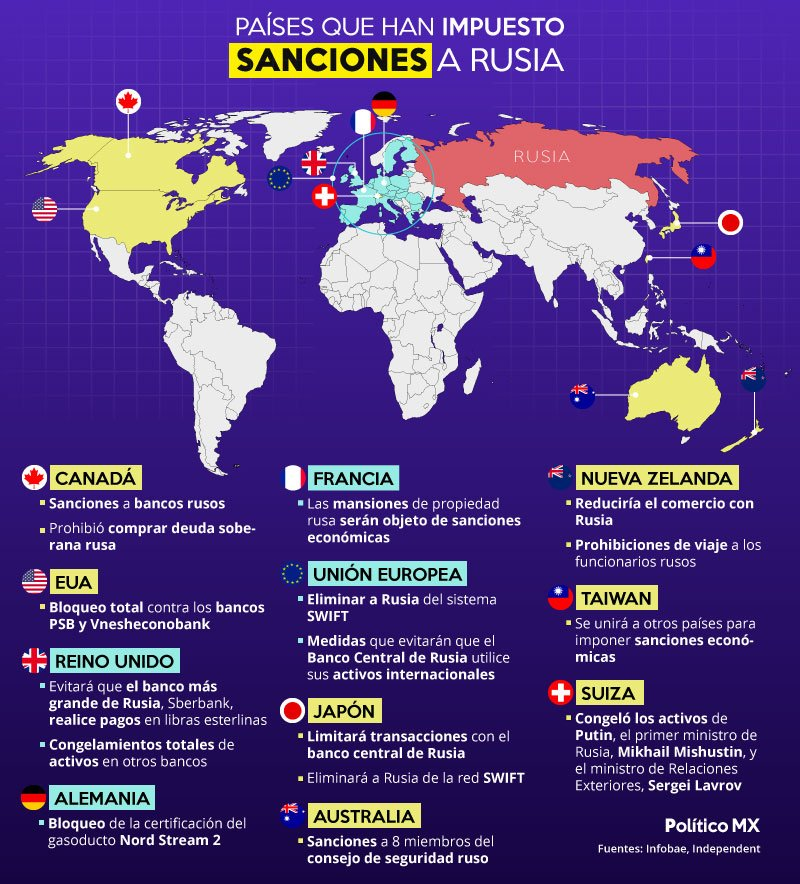 PAÍSES QUE HAN IMPUESTO
SANCIONES A RUSIA
RUSIA
CANADÁ
Sanciones a bancos rusos
Prohibió comprar deuda sobe-
rana rusa
EUA
Bloqueo total contra los bancos
PSB y Vnesheconobank
REINO UNIDO
Evitará que el banco más
grande de Rusia, Sberbank,
realice pagos en libras esterlinas
Congelamientos totales de
activos en otros bancos
ALEMANIA
Bloqueo de la certificación del
gasoducto Nord Stream 2
FRANCIA
Las mansiones de propiedad
rusa serán objeto de sanciones
económicas
UNIÓN EUROPEA
Eliminar a Rusia del sistema
SWIFT
Medidas que evitarán que el
Banco Central de Rusia utilice
sus activos internacionales
JAPÓN
Limitará transacciones con el
banco central de Rusia
Eliminará a Rusia de la red SWIFT
AUSTRALIA
Sanciones a 8 miembros del
consejo de seguridad ruso
NUEVA ZELANDA
Reduciría el comercio con
Rusia
Prohibiciones de viaje a los
funcionarios rusos
TAIWAN
Se unirá a otros países para
imponer sanciones econó-
micas
SUIZA
Congeló los activos de
Putin, el primer ministro de
Rusia, Mikhail Mishustin, y
el ministro de Relaciones
Exteriores, Sergei Lavrov
Político MX
Fuentes: Infobae, Independent